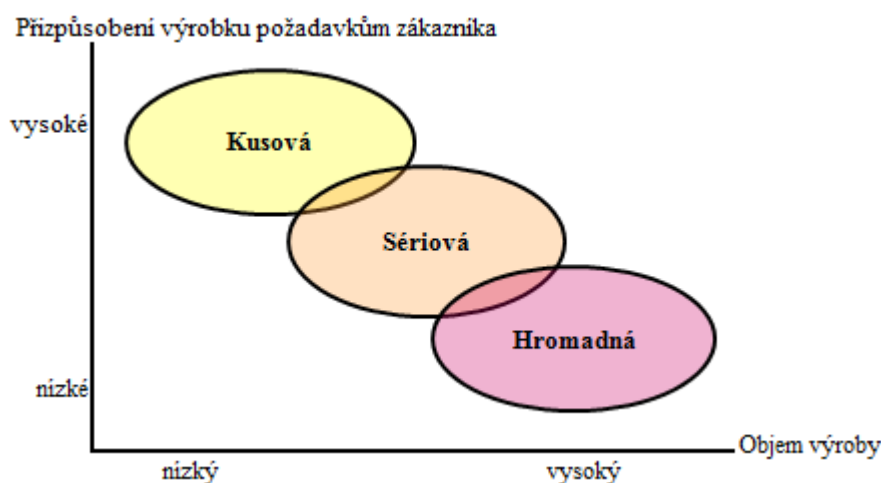 Přizpůsobení výrobku požadavkům zákazníka
vysoké
Kusová
Sériová
Hromadná
nízké
Objem výroby
nízký
vysoký